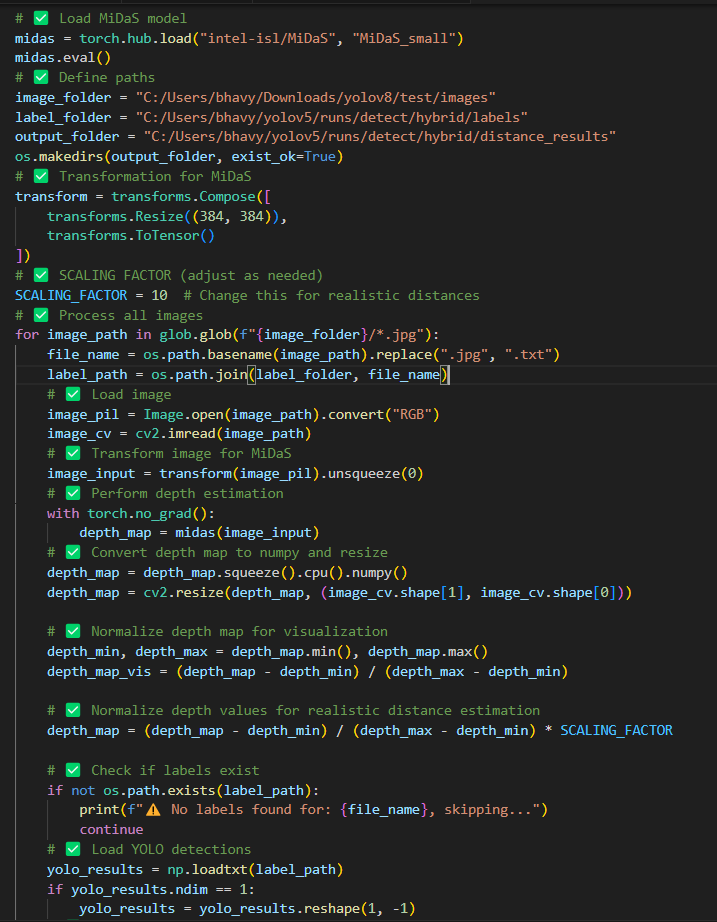 # ✅ Load MiDaS model
midas = torch.hub.load("intel-isl/MiDaS", "MiDaS_small")
midas.eval()
# ✅ Define paths
image_folder = "C:/Users/bhavy/Downloads/yolov8/test/images"
label_folder = "C:/Users/bhavy/yolov5/runs/detect/hybrid/labels"
output_folder = "C:/Users/bhavy/yolov5/runs/detect/hybrid/distance_results"
os.makedirs(output_folder, exist_ok=True)
# ✅ Transformation for MiDaS
transform = transforms.Compose([
    transforms.Resize((384, 384)),
    transforms.ToTensor()
])
# ✅ SCALING FACTOR (adjust as needed)
SCALING_FACTOR = 10  # Change this for realistic distances
# ✅ Process all images
for image_path in glob.glob(f"{image_folder}/*.jpg"):
    file_name = os.path.basename(image_path).replace(".jpg", ".txt")
    label_path = os.path.join(label_folder, file_name)
    # ✅ Load image
    image_pil = Image.open(image_path).convert("RGB")
    image_cv = cv2.imread(image_path)
    # ✅ Transform image for MiDaS
    image_input = transform(image_pil).unsqueeze(0)
    # ✅ Perform depth estimation
    with torch.no_grad():
        depth_map = midas(image_input)
    # ✅ Convert depth map to numpy and resize
    depth_map = depth_map.squeeze().cpu().numpy()
    depth_map = cv2.resize(depth_map, (image_cv.shape[1], image_cv.shape[0]))
    # ✅ Normalize depth map for visualization
    depth_min, depth_max = depth_map.min(), depth_map.max()
    depth_map_vis = (depth_map - depth_min) / (depth_max - depth_min)
    # ✅ Normalize depth values for realistic distance estimation
    depth_map = (depth_map - depth_min) / (depth_max - depth_min) * SCALING_FACTOR
    # ✅ Check if labels exist
    if not os.path.exists(label_path):
        print(f"⚠️ No labels found for: {file_name}, skipping...")
        continue
    # ✅ Load YOLO detections
    yolo_results = np.loadtxt(label_path)
    if yolo_results.ndim == 1:
        yolo_results = yolo_results.reshape(1, -1)